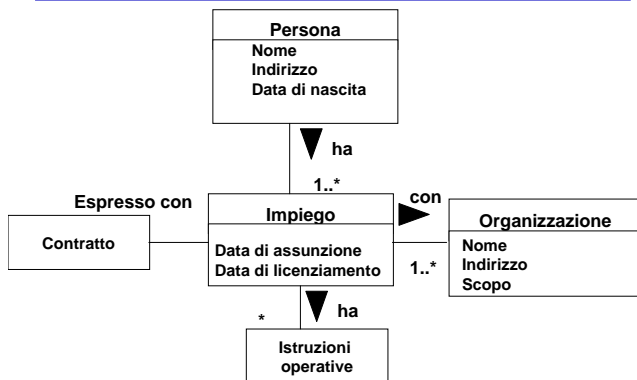 Persona
Nome
Indirizzo
Data di nascita
ha
1..*
Espresso con
con
Contratto
Impiego
Data di assunzione
Data di licenziamento
1..*
Organizzazione
Nome
Indirizzo
Scopo
*
ha
Istruzioni
operative